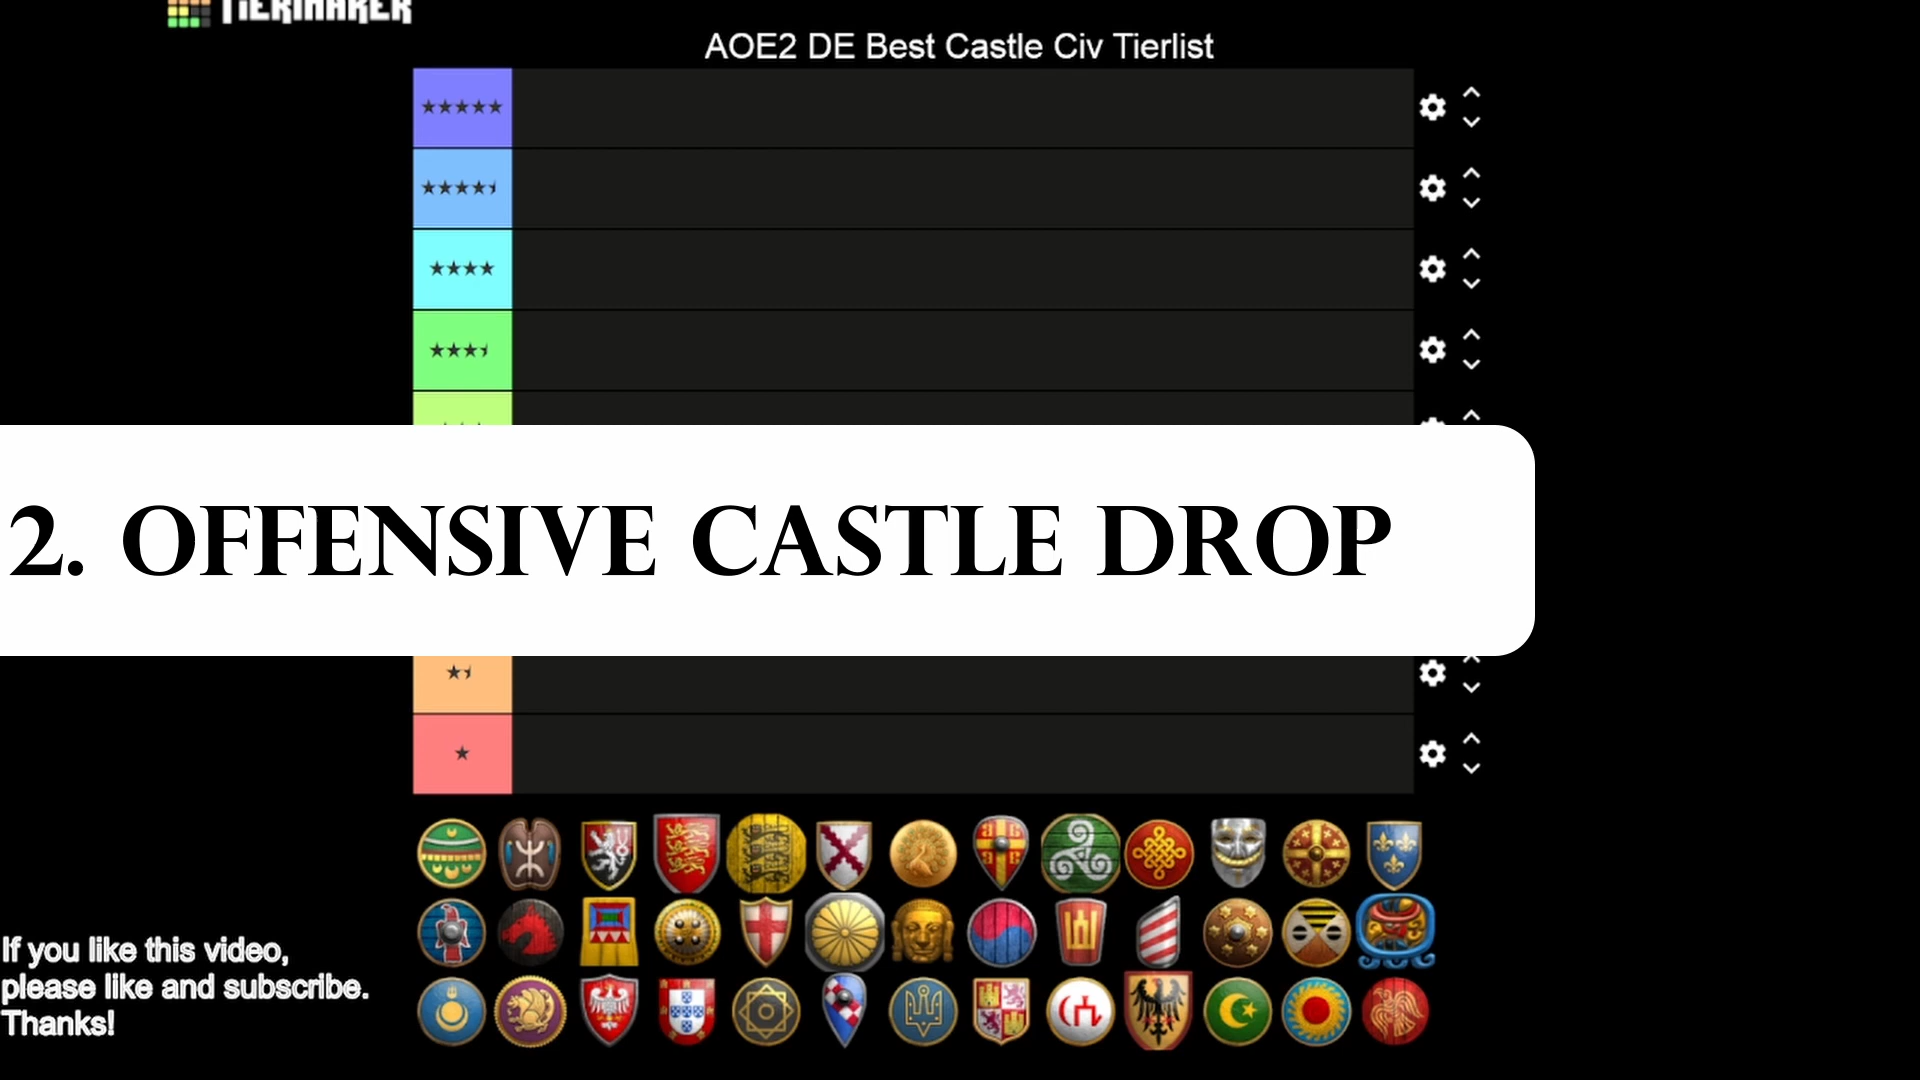 TIERMAKER
AOE2 DE Best Castle Civ Tierlist
2. OFFENSIVE CASTLE DROP
If you like this video,
please like and subscribe.
Thanks!